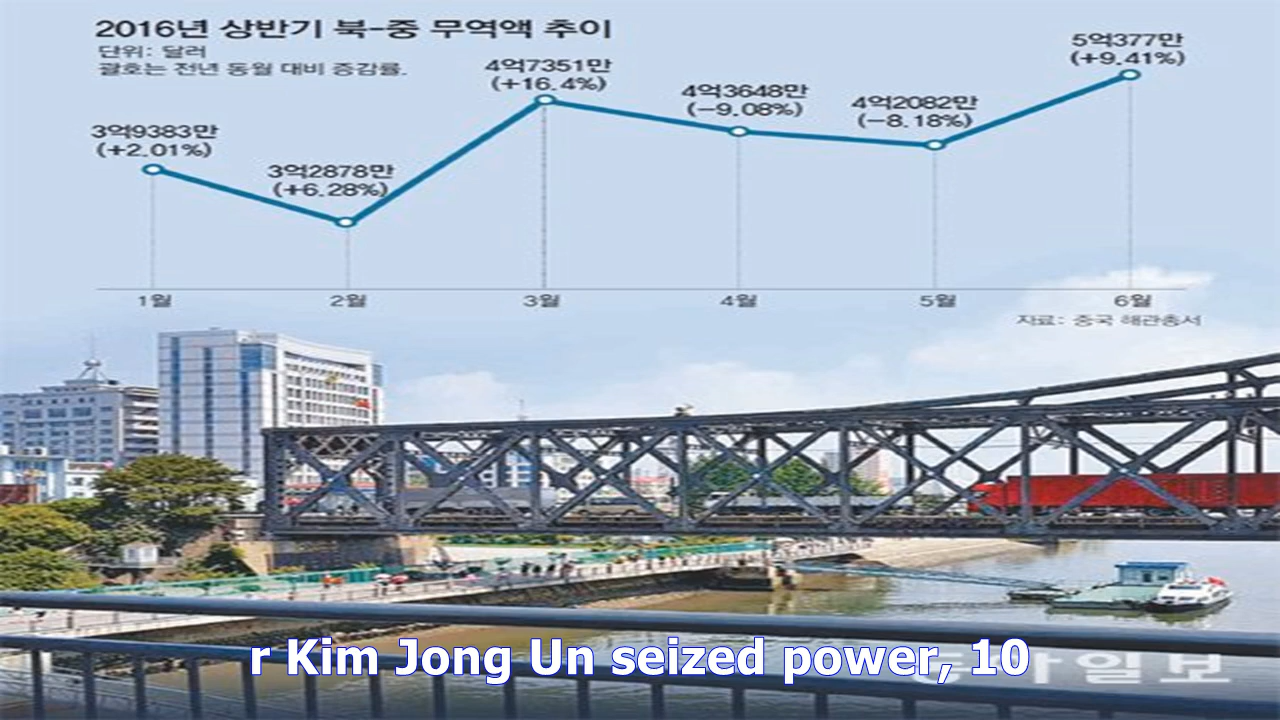 2016년 상반기 북-중 무역액 추이
단위: 달러
괄호는 전년 동월 대비 증감률.
3억9383만
(+2.01%)
3억2878만
(+6.28%)
4억7351만
(+16.4%)
4억3648만
(-9.08%)
4억2082만
(-8.18%)
5억377만
(+9.41%)
1월 2월 3월 4월 5월 6월
자료: 중국 해관총서
r Kim Jong Un seized power, 10
동아일보